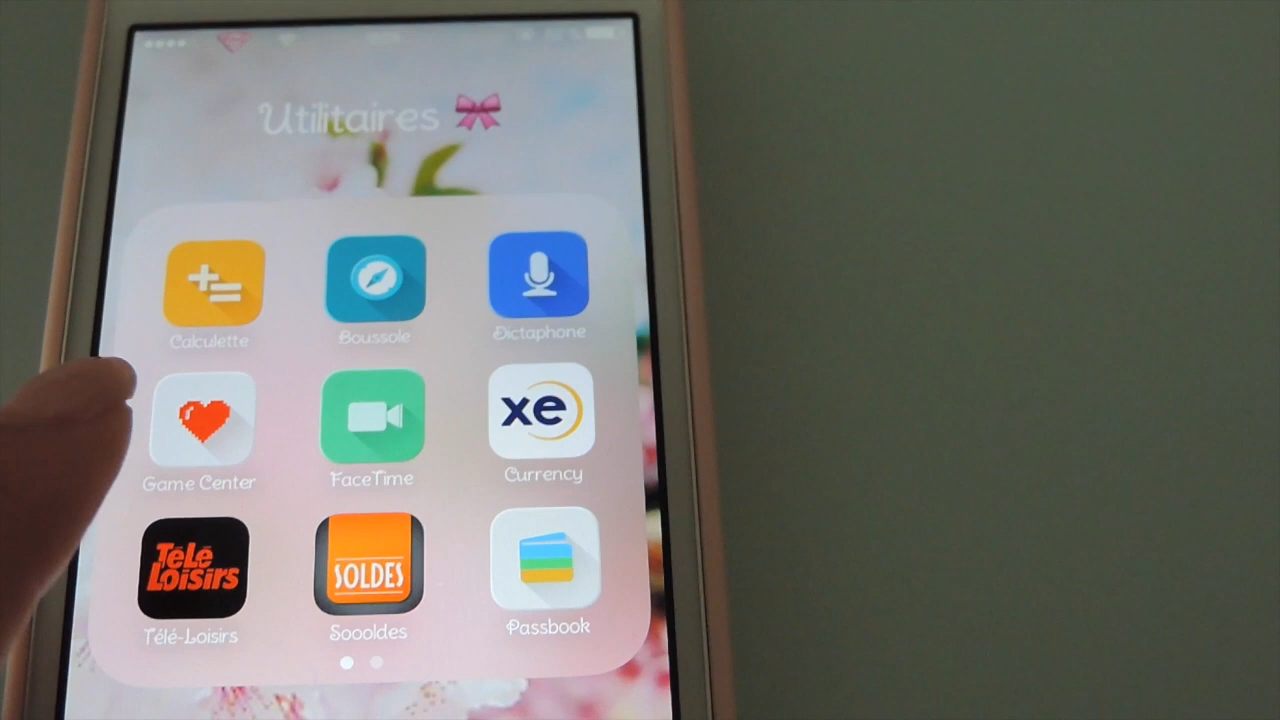 Utilitaires
Calculette
Boussole
Dictaphone
xe
Game Center
FaceTime
Currency
TéLé
LOiSiRS
SOLDES
Télé-Loisirs
Soooldes
Passbook